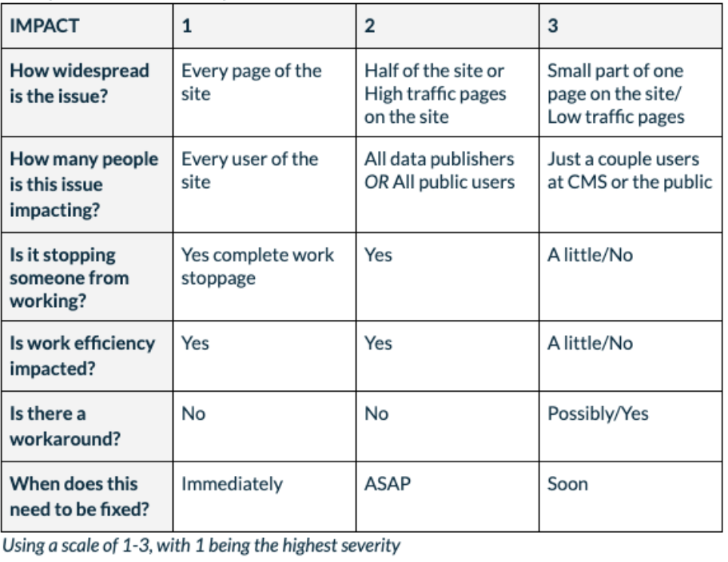 IMPACT 1 2 3
How widespread Every page of the Half of the site or Small part of one
is the issue? site High traffic pages page on the site/
on the site Low traffic pages
How many people Every user of the All data publishers Just a couple users
is this issue site OR All public users at CMS or the public
impacting?
Is it stopping Yes complete work Yes A little/No
someone from stoppage
working?
Is work efficiency Yes Yes A little/No
impacted?
Is there a No No Possibly/Yes
workaround?
When does this Immediately ASAP Soon
need to be fixed?
Using a scale of 1-3, with 1 being the highest severity